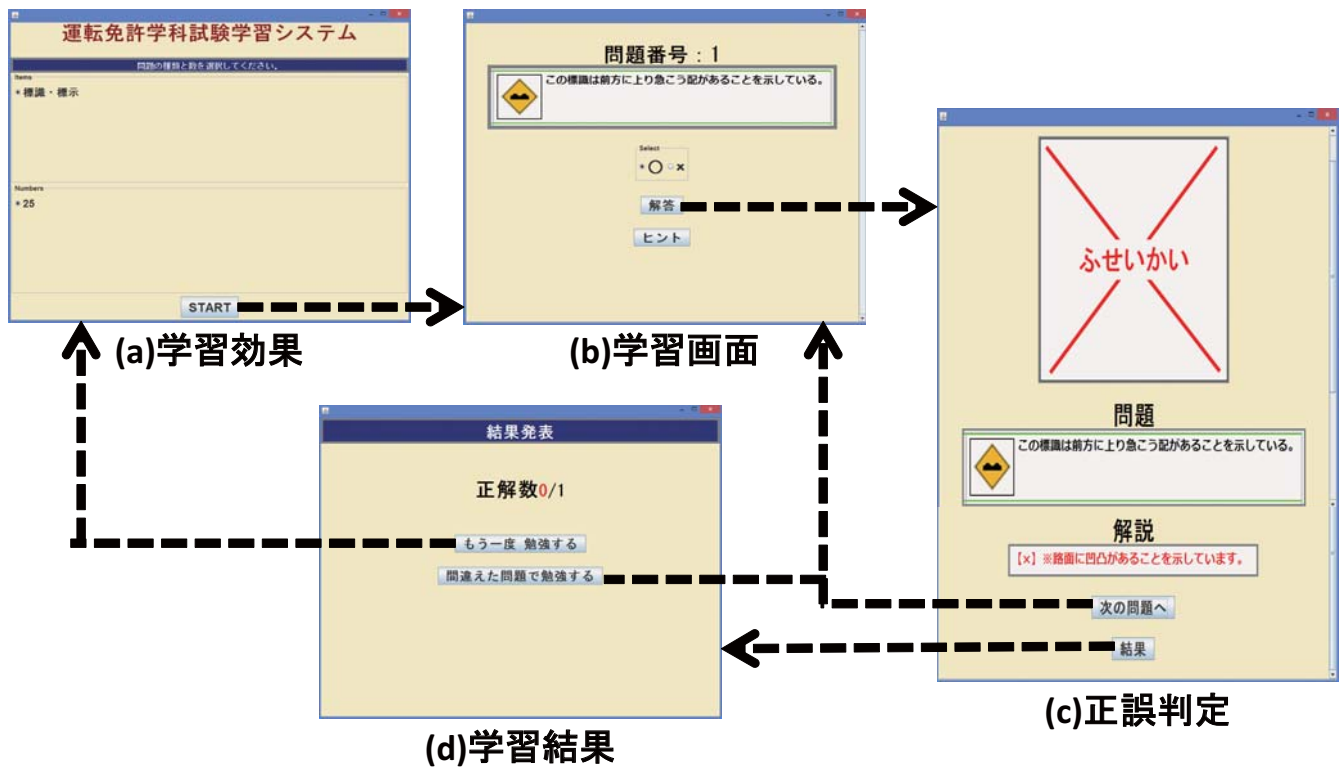 運転免許学科試験学習システム
問題の種類と数を選択してください。
Items
標識・標示
Numbers
25
START
(a)学習効果
問題番号:1
この標識は前方に上り急こう配があることを示している。
Select
○ ×
解答
ヒント
(b)学習画面
ふせいかい
問題
この標識は前方に上り急こう配があることを示している。
解説
【×】※路面に凹凸があることを示しています。
次の問題へ
結果
(c)正誤判定
結果発表
正解数0/1
もう一度 勉強する
間違えた問題で勉強する
(d)学習結果